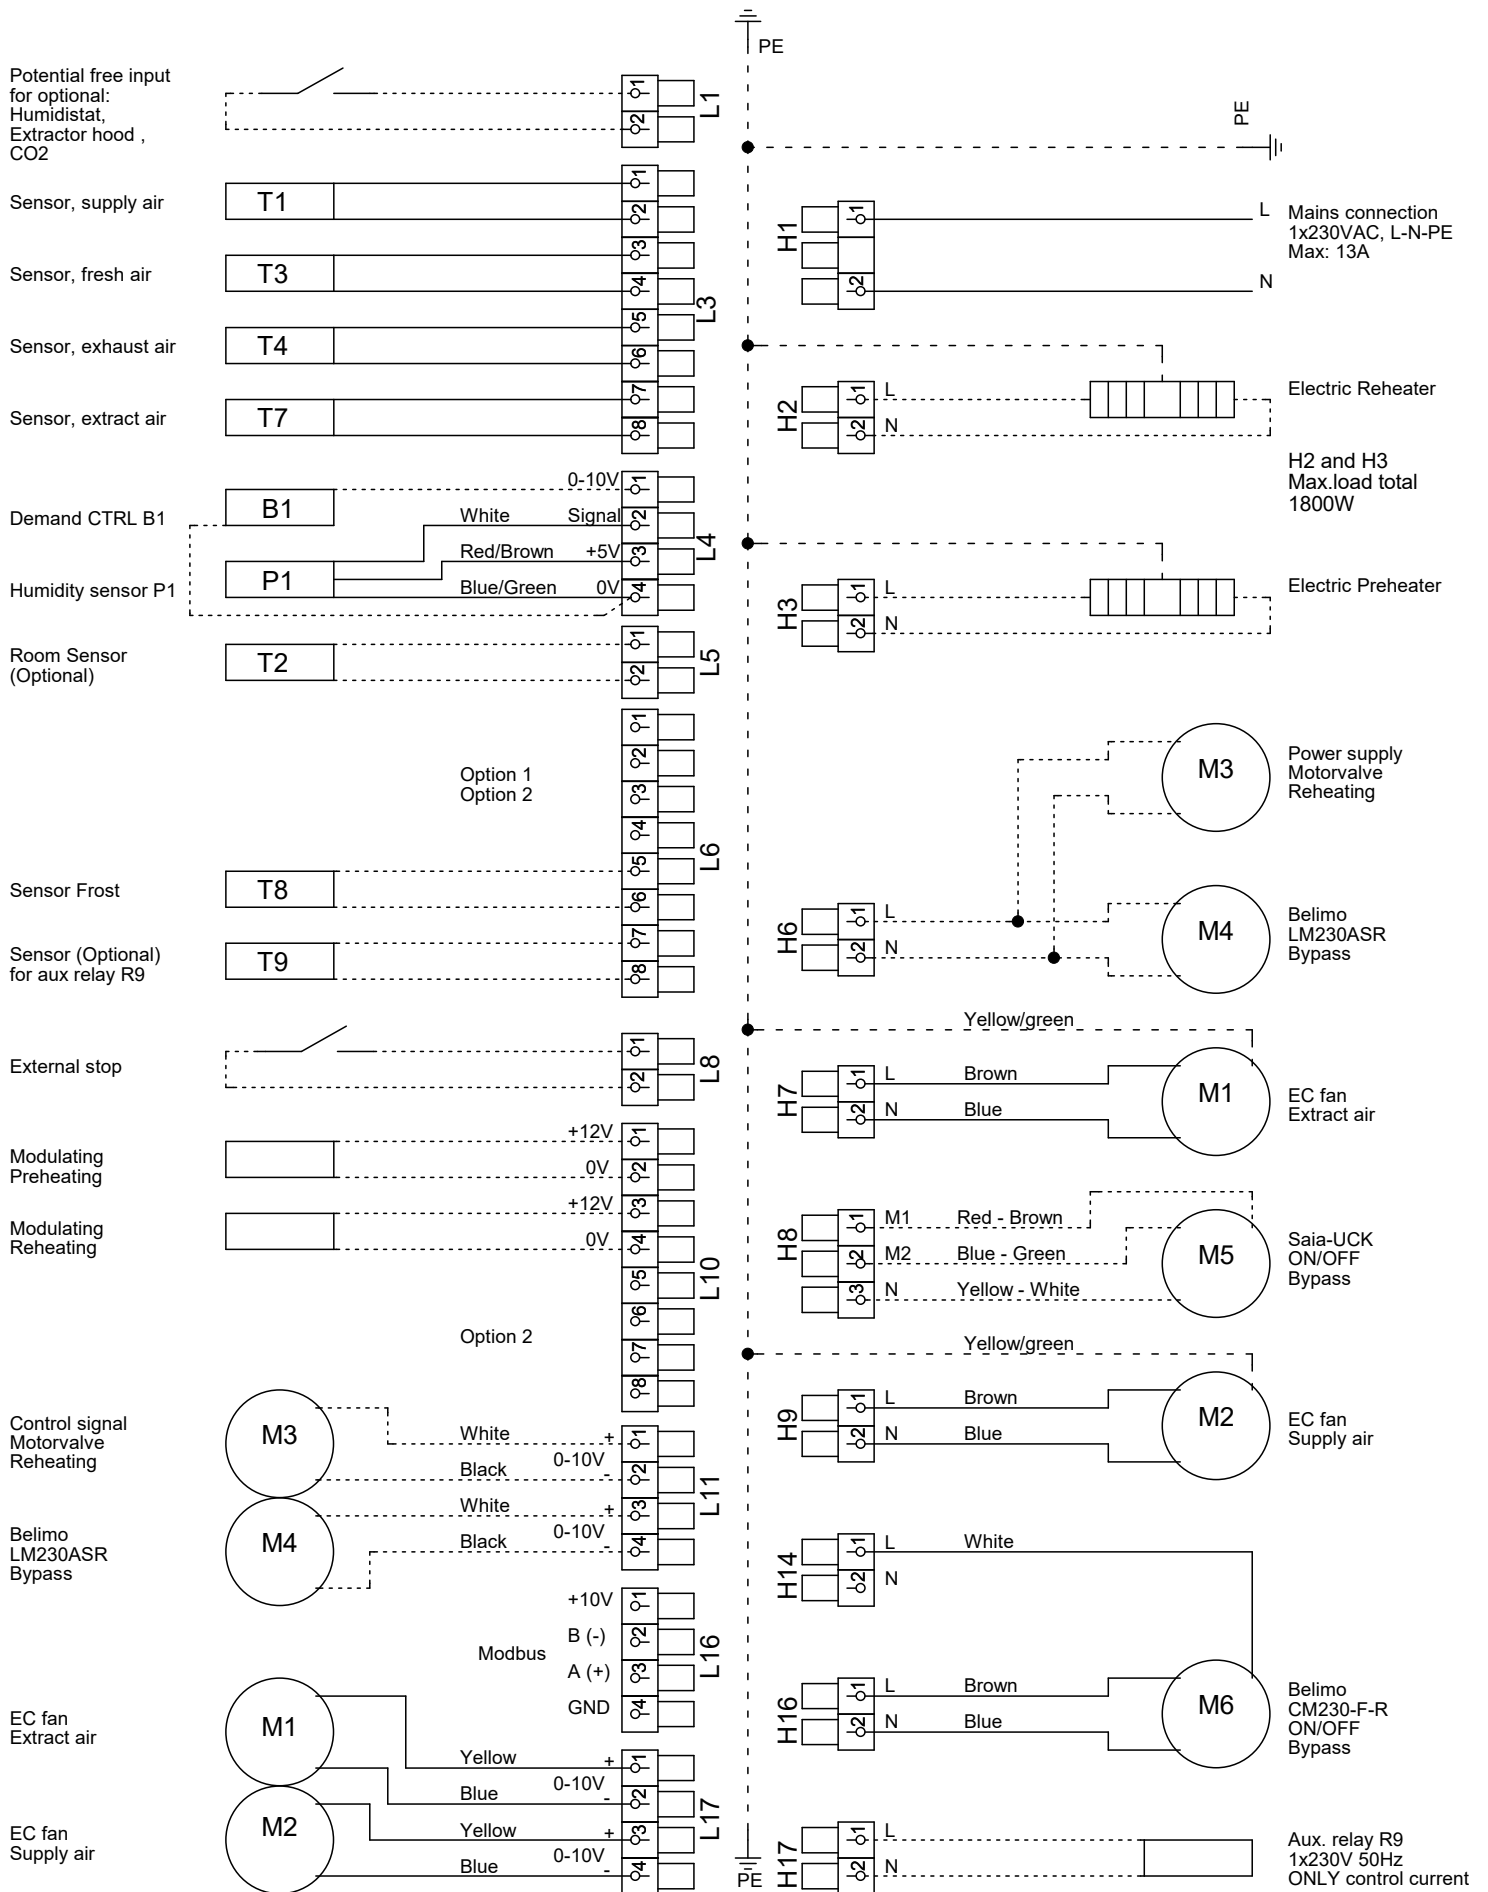 PE
Potential free input
for optional:
Humidistat,
Extractor hood ,
CO2
1
2
L1
Sensor, supply air
T1
1
2
Sensor, fresh air
T3
3
4
L3
Sensor, exhaust air
T4
5
6
Sensor, extract air
T7
7
8
Demand CTRL B1
B1
0-10V
1
White
Signal
2
L4
Humidity sensor P1
P1
Red/Brown
+5V
3
Blue/Green
0V
4
Room Sensor
(Optional)
T2
1
2
L5
Option 1
Option 2
1
2
3
4
L6
Sensor Frost
T8
5
6
Sensor (Optional)
for aux relay R9
T9
7
8
External stop
1
2
L8
Modulating
Preheating
+12V
1
0V
2
Modulating
Reheating
+12V
3
0V
4
5
L10
Option 2
6
7
8
Control signal
Motorvalve
Reheating
M3
White
+
1
0-10V
Black
-
2
L11
Belimo
LM230ASR
Bypass
M4
White
+
3
0-10V
Black
-
4
Modbus
+10V
1
B (-)
2
L16
A (+)
3
GND
4
EC fan
Extract air
M1
Yellow
+
1
0-10V
Blue
-
2
L17
EC fan
Supply air
M2
Yellow
+
3
0-10V
Blue
-
4
PE
PE
H1
1
2
L
N
Mains connection
1x230VAC, L-N-PE
Max: 13A
H2
1
L
2
N
Electric Reheater
H2 and H3
Max.load total
1800W
H3
1
L
2
N
Electric Preheater
M3
Power supply
Motorvalve
Reheating
H6
1
L
2
N
M4
Belimo
LM230ASR
Bypass
Yellow/green
H7
1
L
Brown
2
N
Blue
M1
EC fan
Extract air
H8
1
M1
Red - Brown
2
M2
Blue - Green
3
N
Yellow - White
M5
Saia-UCK
ON/OFF
Bypass
Yellow/green
H9
1
L
Brown
2
N
Blue
M2
EC fan
Supply air
H14
1
L
White
2
N
H16
1
L
Brown
2
N
Blue
M6
Belimo
CM230-F-R
ON/OFF
Bypass
H17
1
L
2
N
Aux. relay R9
1x230V 50Hz
ONLY control current